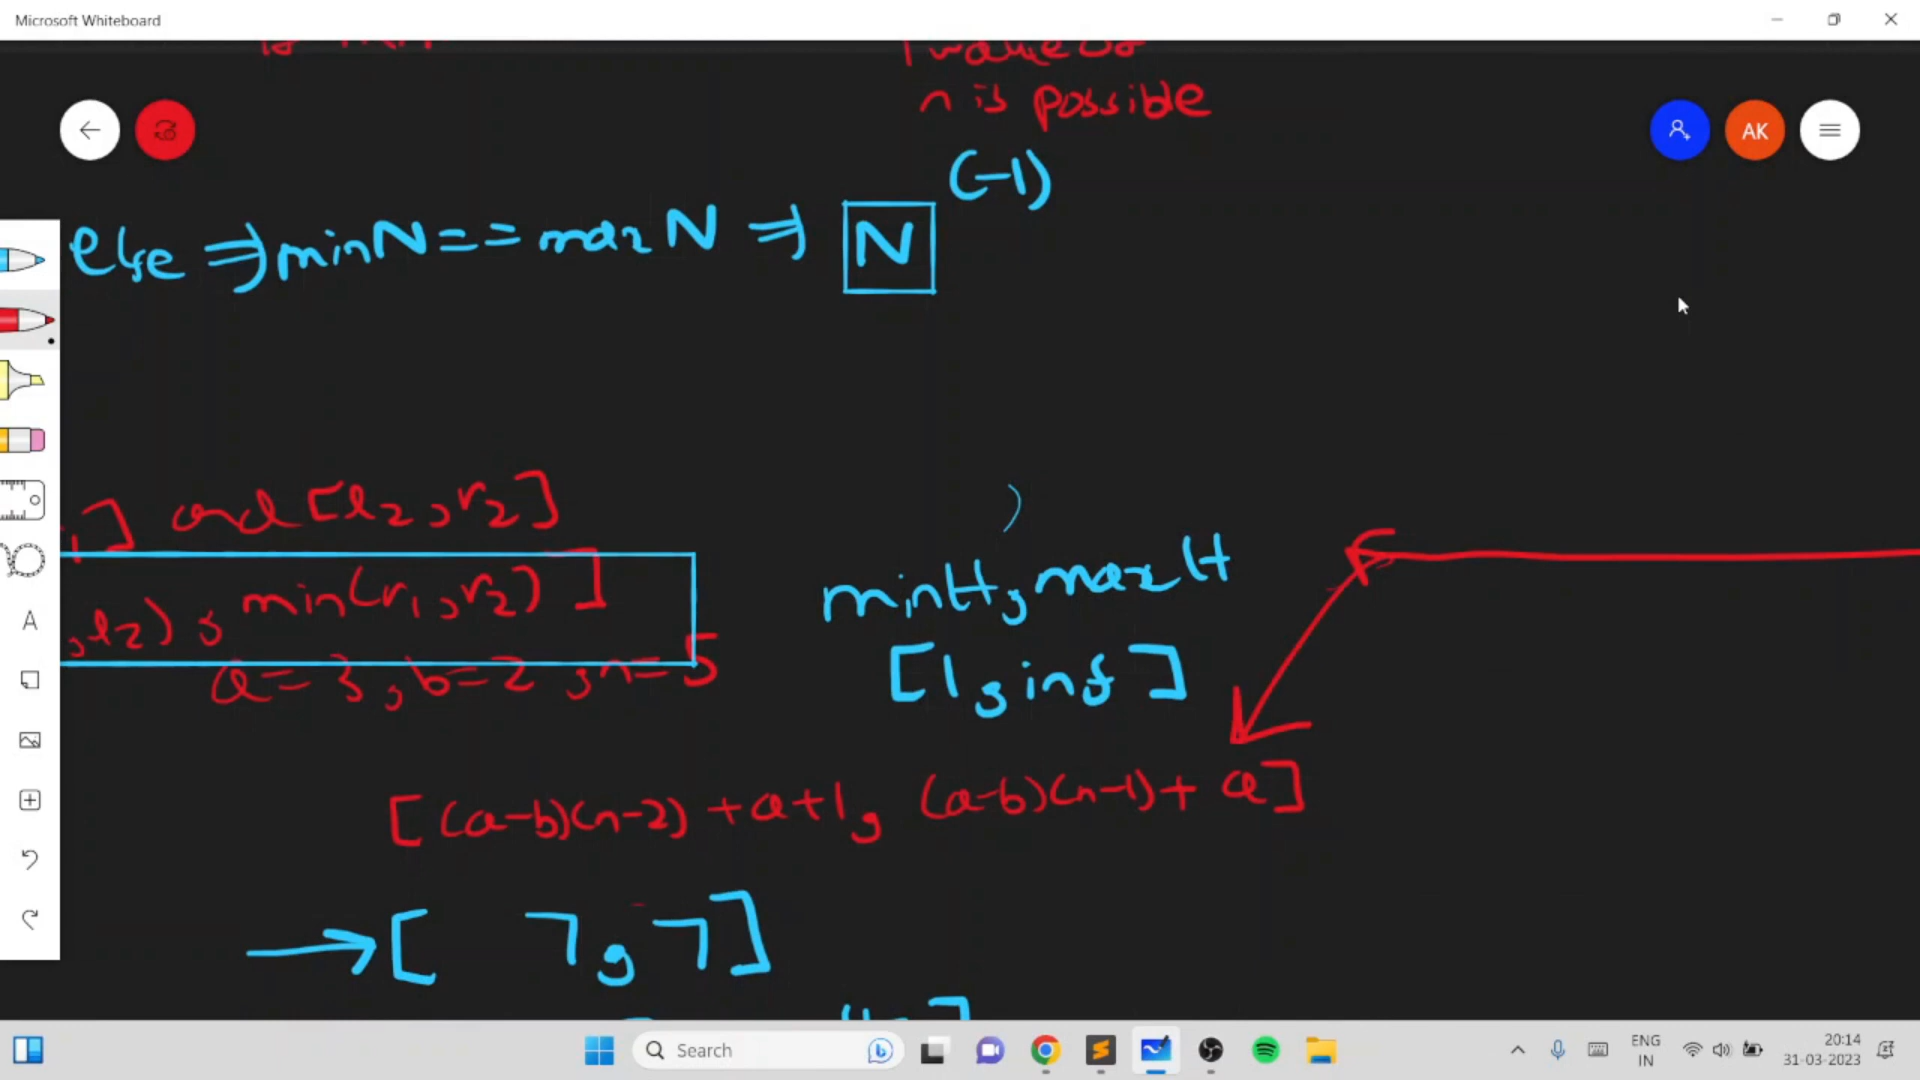 Microsoft Whiteboard
n is possible
(-1)
else ⇒ minN == maxN ⇒ N
AK
] and [l2, r2]
, l2), min(r1, r2) ]
a = 3, b = 2, n = 5
)
minH, maxH
[1, inf]
[(a-b)(n-2) + a+1, (a-b)(n-1) + a]
→ [ 7, 7]
A
Search
ENG
IN
20:14
31-03-2023